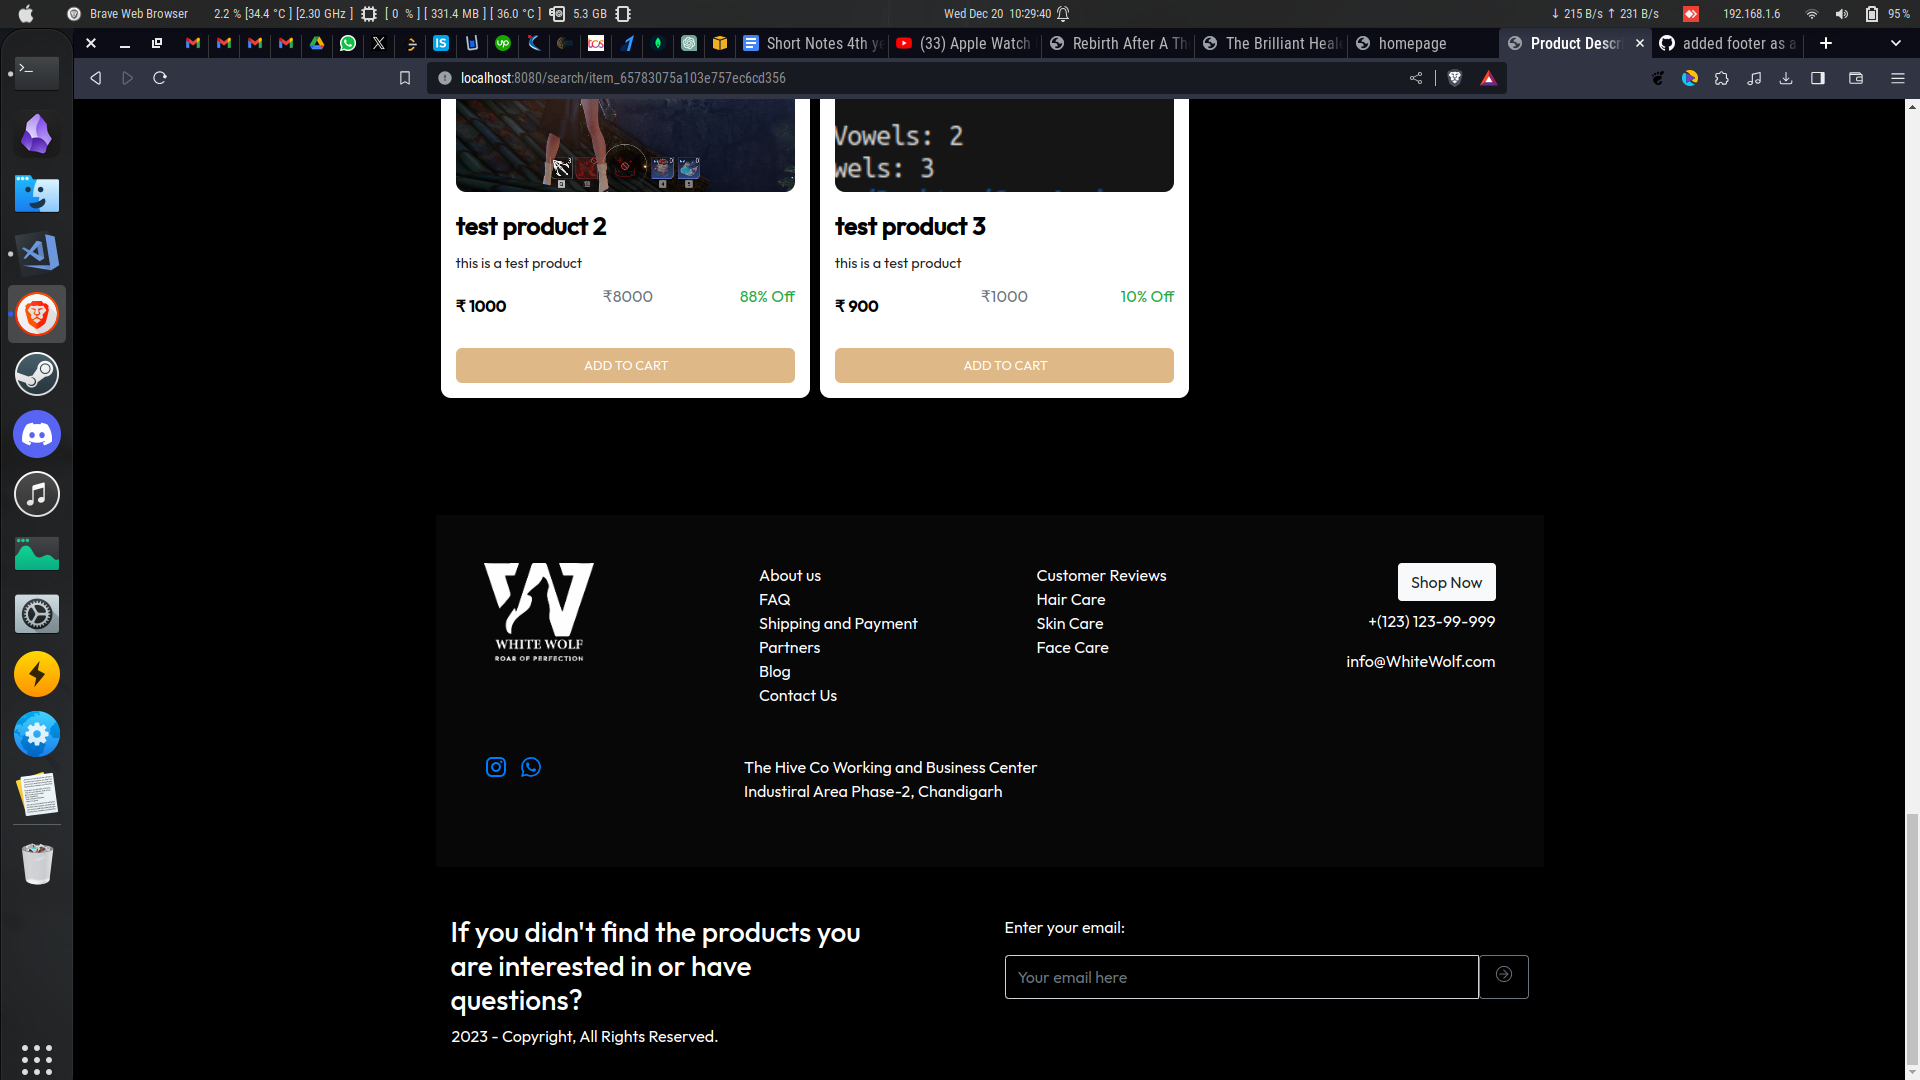 Brave Web Browser 2.2 % [34.4 °C ] [2.30 GHz ] [ 0 % ] [ 331.4 MB ] [ 36.0 °C ] 5.3 GB Wed Dec 20 10:29:40 ↓ 215 B/s ↑ 231 B/s 192.168.1.6 95 %
Short Notes 4th ye (33) Apple Watch Rebirth After A Th The Brilliant Heal homepage Product Descri added footer as a
localhost:8080/search/item_65783075a103e757ec6cd356
Vowels: 2
wels: 3
test product 2
this is a test product
₹ 1000 ₹8000 88% Off
ADD TO CART
test product 3
this is a test product
₹ 900 ₹1000 10% Off
ADD TO CART
WHITE WOLF
ROAR OF PERFECTION
About us
FAQ
Shipping and Payment
Partners
Blog
Contact Us
Customer Reviews
Hair Care
Skin Care
Face Care
Shop Now
+(123) 123-99-999
info@WhiteWolf.com
The Hive Co Working and Business Center
Industiral Area Phase-2, Chandigarh
If you didn't find the products you
are interested in or have
questions?
2023 - Copyright, All Rights Reserved.
Enter your email:
Your email here